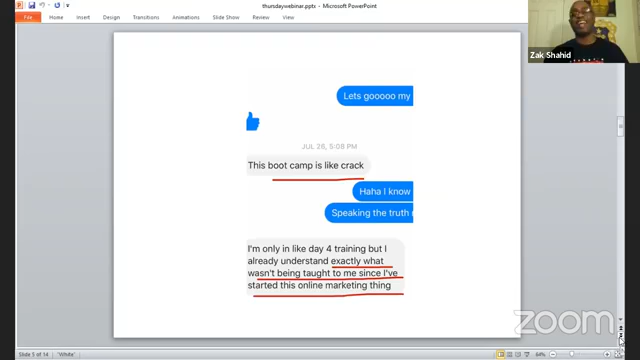 thursdaywebinar.ppts - Microsoft PowerPoint
File Home Insert Design Transitions Animations Slide Show Review View
Zak Shahid
Lets gooooo my
JUL 26, 5:08 PM
This boot camp is like crack
Haha I know
Speaking the truth
I'm only in like day 4 training but I
already understand exactly what
wasn't being taught to me since I've
started this online marketing thing
zoom
Slide 5 of 14 'White' 64%